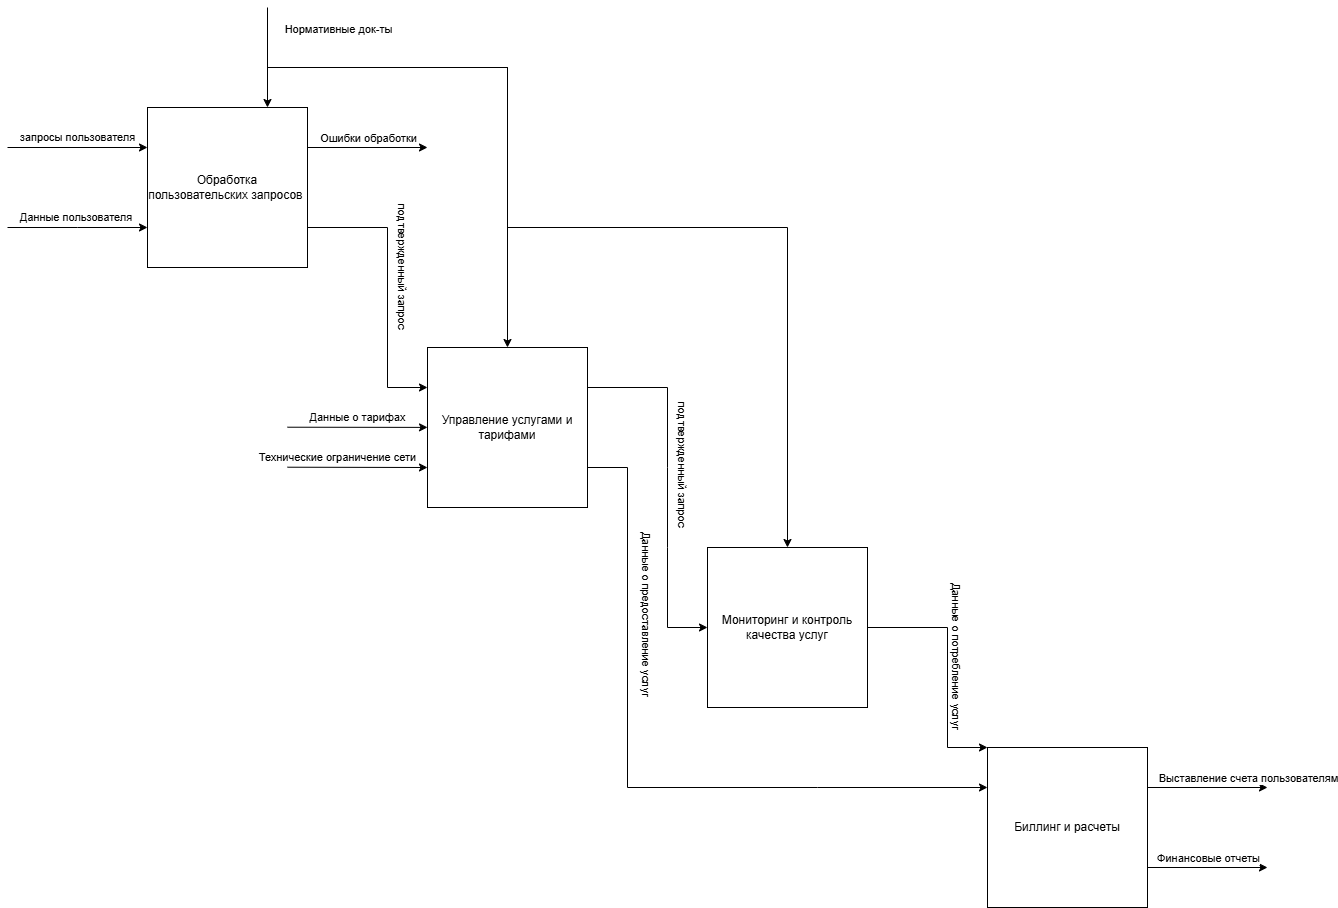 Нормативные док-ты
запросы пользователя
Ошибки обработки
Обработка
пользовательских запросов
Данные пользователя
подтвержденный запрос
Данные о тарифах
Управление услугами и
тарифами
Технические ограничение сети
подтвержденный запрос
Данные о предоставление услуг
Мониторинг и контроль
качества услуг
Данные о потребление услуг
Выставление счета пользователям
Биллинг и расчеты
Финансовые отчеты